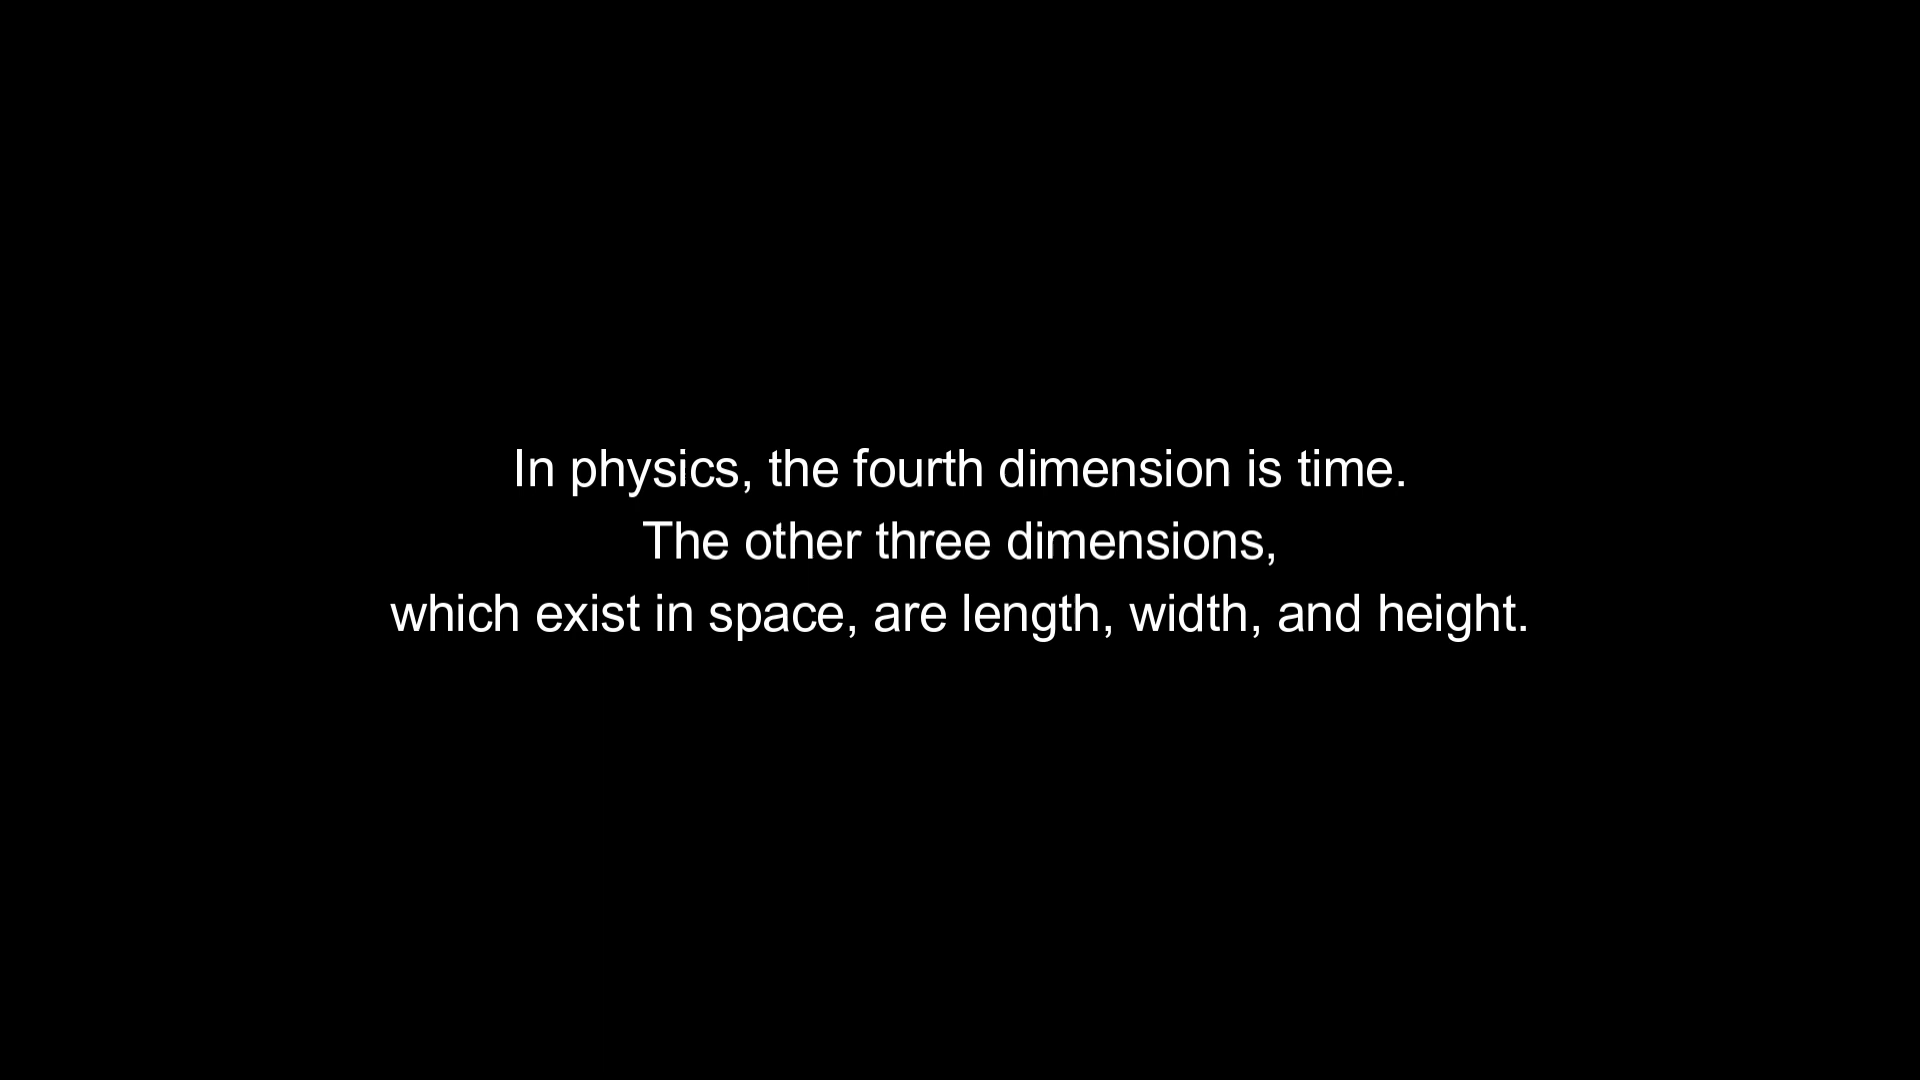 In physics, the fourth dimension is time.
The other three dimensions,
which exist in space, are length, width, and height.